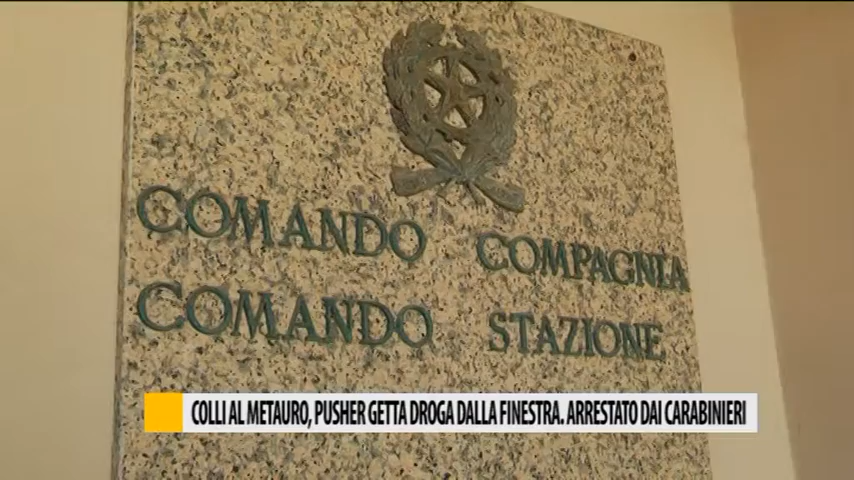 COMANDO COMPAGNIA
COMANDO STAZIONE
COLLI AL METAURO, PUSHER GETTA DROGA DALLA FINESTRA. ARRESTATO DAI CARABINIERI